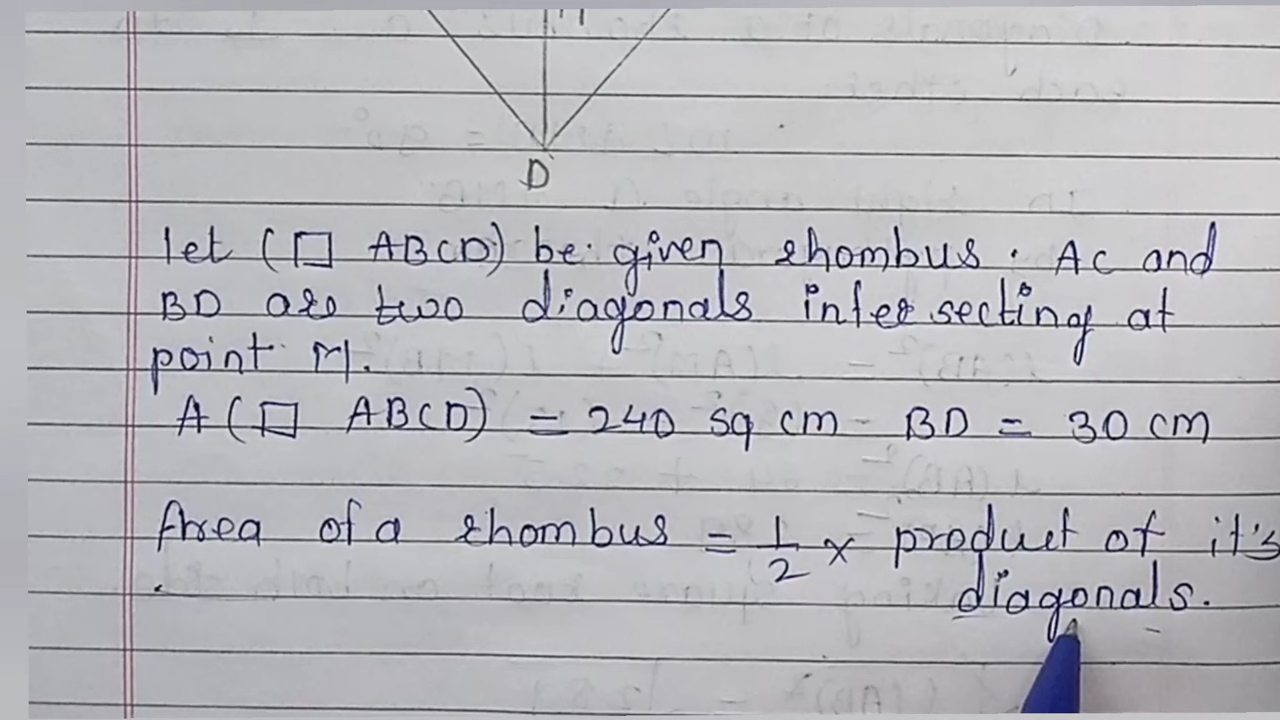 D
let (□ ABCD) be given rhombus. AC and
BD are two diagonals intersecting at
point M.
A (□ ABCD) = 240 sq cm - BD = 30 cm
Area of a rhombus = 1/2 × product of it's
diagonals.